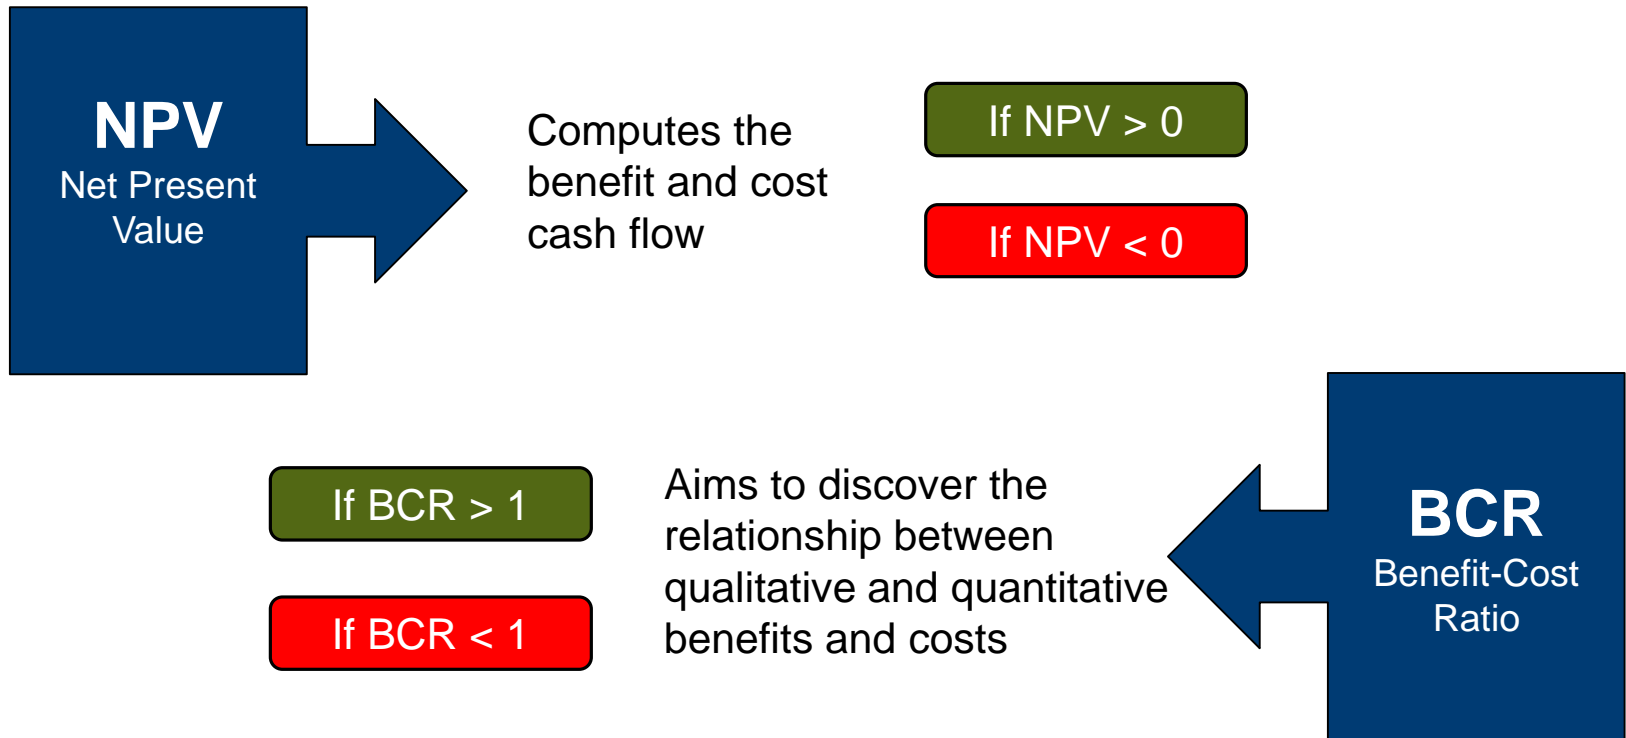 NPV
Net Present
Value
Computes the
benefit and cost
cash flow
If NPV > 0
If NPV < 0
If BCR > 1
If BCR < 1
Aims to discover the
relationship between
qualitative and quantitative
benefits and costs
BCR
Benefit-Cost
Ratio